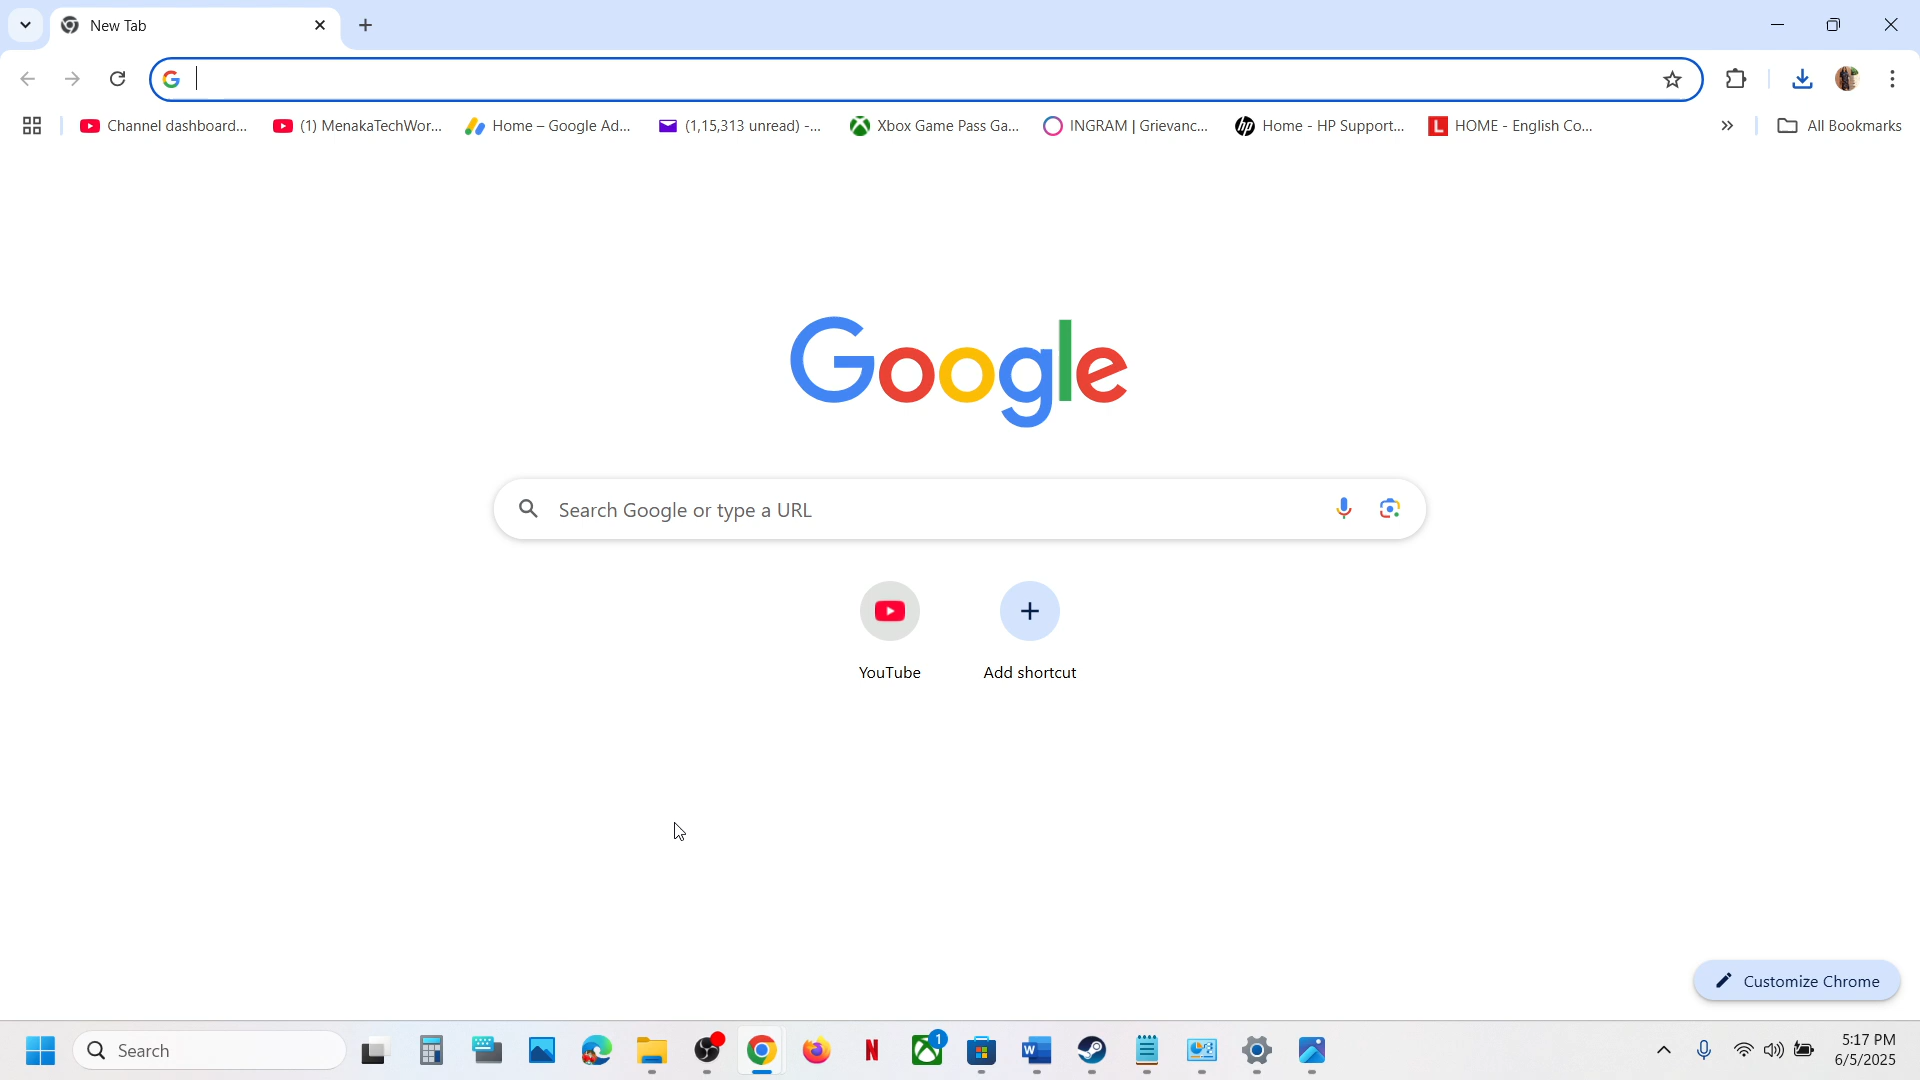 New Tab
Channel dashboard...
(1) MenakaTechWor...
Home – Google Ad...
(1,15,313 unread) -...
Xbox Game Pass Ga...
INGRAM | Grievanc...
Home - HP Support...
HOME - English Co...
All Bookmarks
Google
Search Google or type a URL
YouTube
Add shortcut
Customize Chrome
Search
1
5:17 PM
6/5/2025